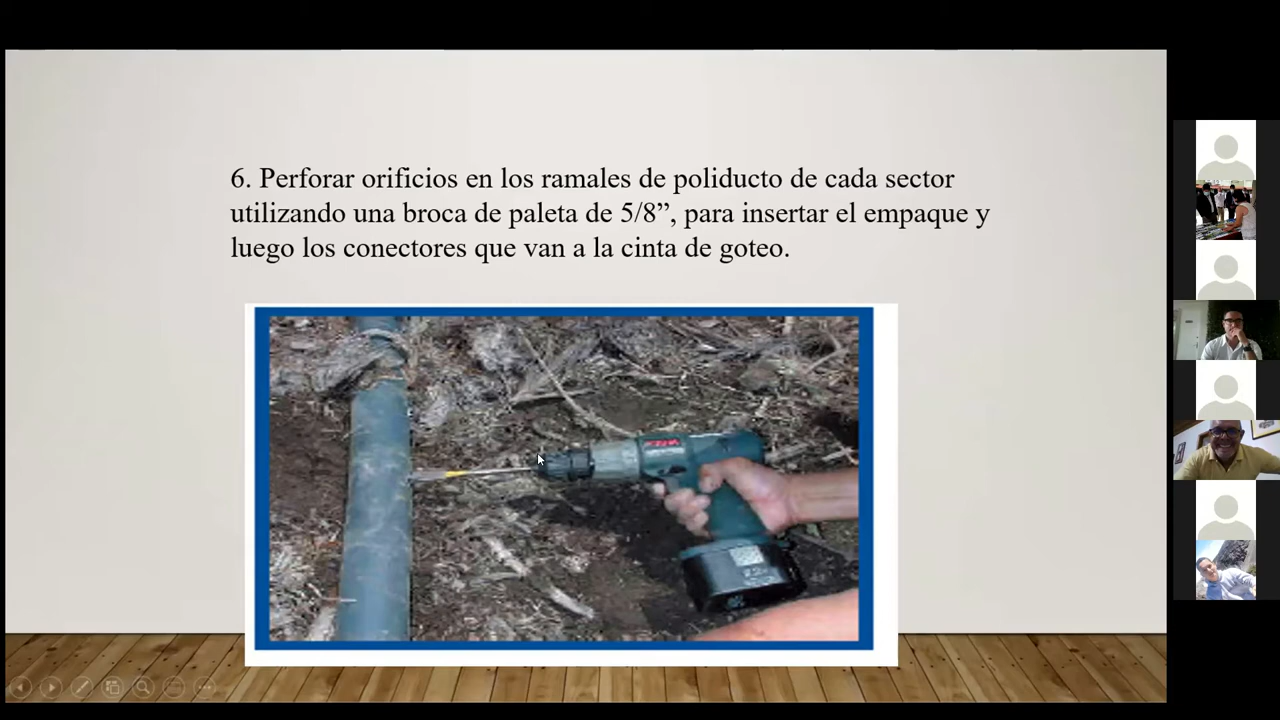 6. Perforar orificios en los ramales de poliducto de cada sector
utilizando una broca de paleta de 5/8”, para insertar el empaque y
luego los conectores que van a la cinta de goteo.